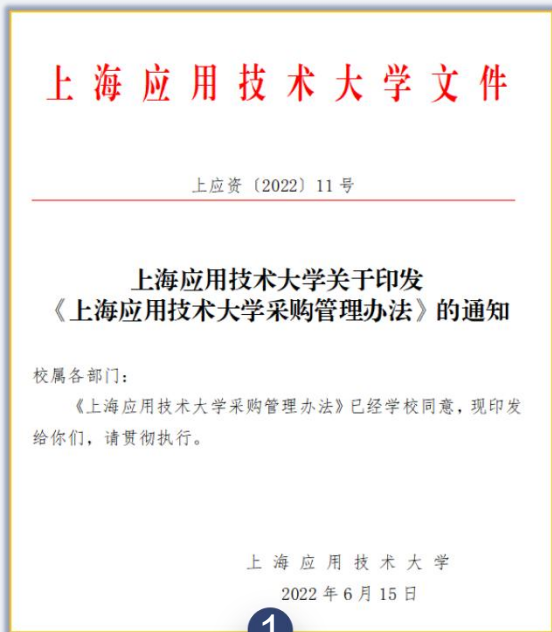 上海应用技术大学文件
上应资〔2022〕11号
上海应用技术大学关于印发
《上海应用技术大学采购管理办法》的通知
校属各部门：
《上海应用技术大学采购管理办法》已经学校同意，现印发
给你们，请贯彻执行。
上海应用技术大学
2022年6月15日
1